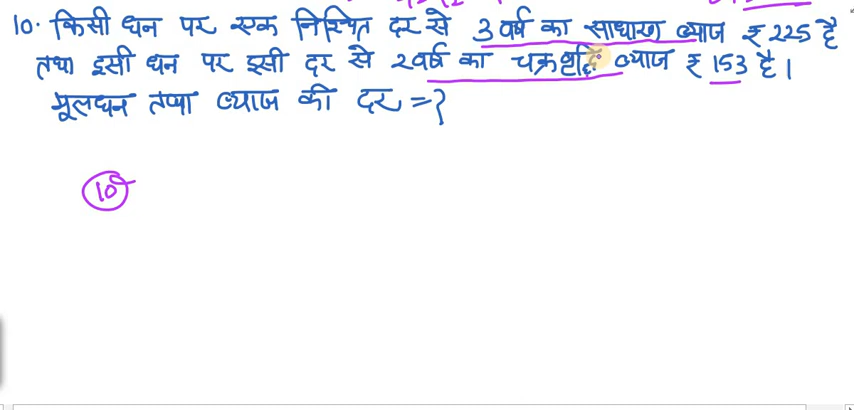 10. किसी धन पर एक निश्चित दर से 3 वर्ष का साधारण ब्याज ₹ 225 है
तथा इसी धन पर इसी दर से 2 वर्ष का चक्रवृद्धि ब्याज ₹ 153 है।
मूलधन तथा ब्याज की दर = ?
10